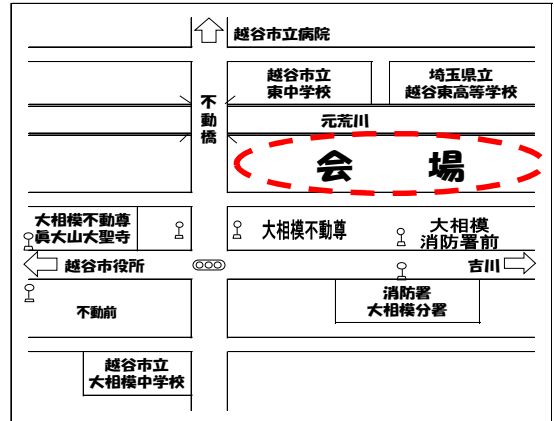 越谷市立病院
越谷市立
東中学校
埼玉県立
越谷東高等学校
不動橋
元荒川
会 場
大相模不動尊
眞大山大聖寺
大相模不動尊
大相模
消防署前
越谷市役所
吉川
不動前
消防署
大相模分署
越谷市立
大相模中学校